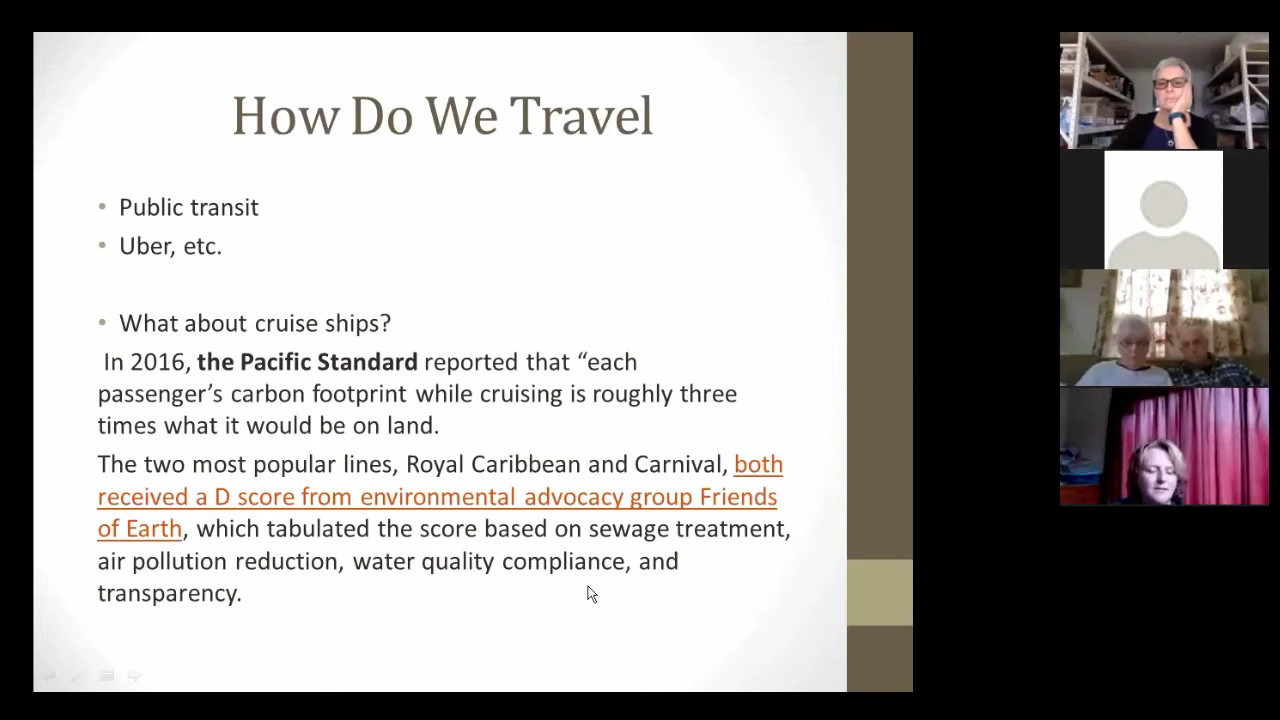 How Do We Travel
• Public transit
• Uber, etc.
• What about cruise ships?
In 2016, the Pacific Standard reported that “each
passenger’s carbon footprint while cruising is roughly three
times what it would be on land.
The two most popular lines, Royal Caribbean and Carnival, both
received a D score from environmental advocacy group Friends
of Earth, which tabulated the score based on sewage treatment,
air pollution reduction, water quality compliance, and
transparency.